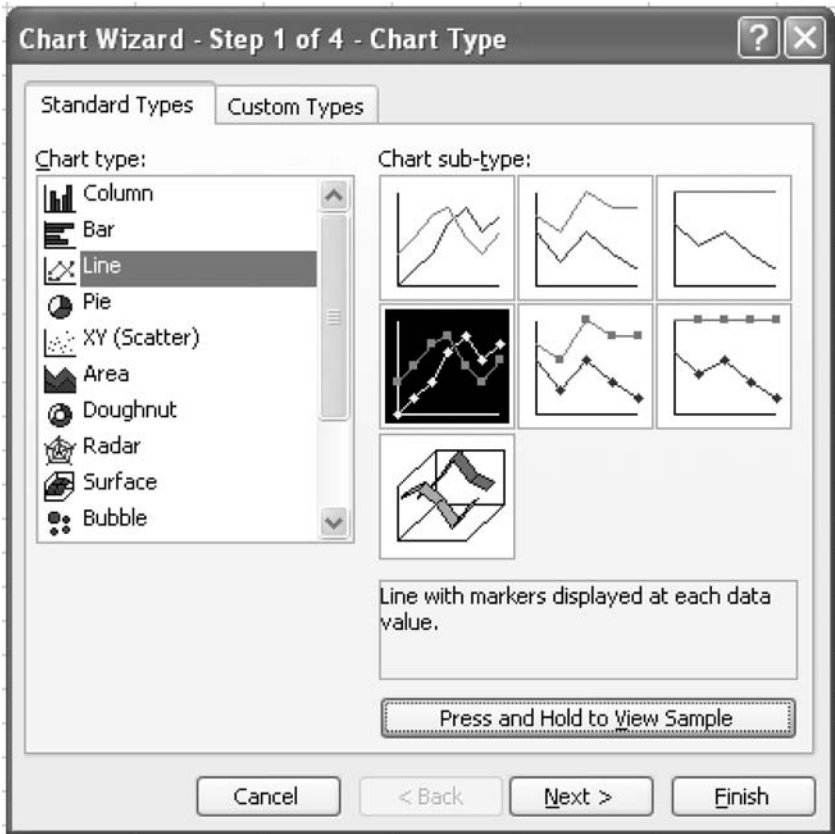 Chart Wizard - Step 1 of 4 - Chart Type
Standard Types
Custom Types
Chart type:
Column
Bar
Line
Pie
XY (Scatter)
Area
Doughnut
Radar
Surface
Bubble
Chart sub-type:
Line with markers displayed at each data
value.
Press and Hold to View Sample
Cancel
< Back
Next >
Finish